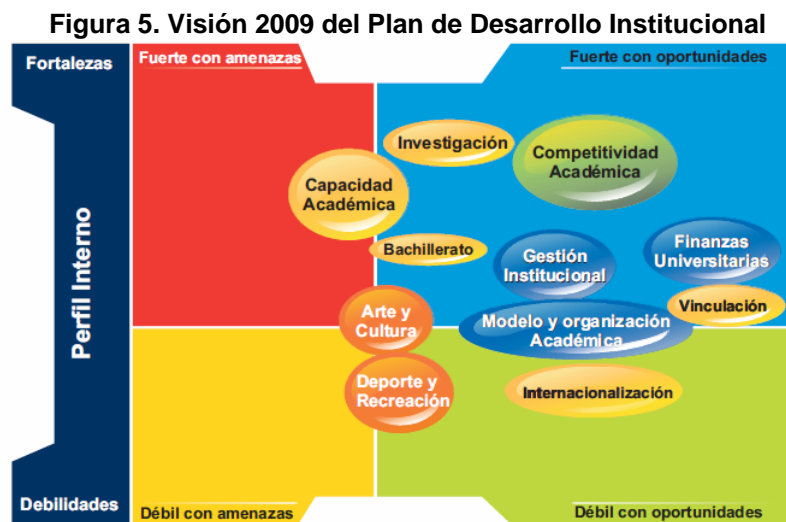 Figura 5. Visión 2009 del Plan de Desarrollo Institucional
Fortalezas
Fuerte con amenazas
Fuerte con oportunidades
Investigación
Competitividad
Académica
Capacidad
Académica
Bachillerato
Gestión
Institucional
Finanzas
Universitarias
Perfil Interno
Arte y
Cultura
Modelo y organización
Académica
Vinculación
Deporte y
Recreación
Internacionalización
Debilidades
Débil con amenazas
Débil con oportunidades